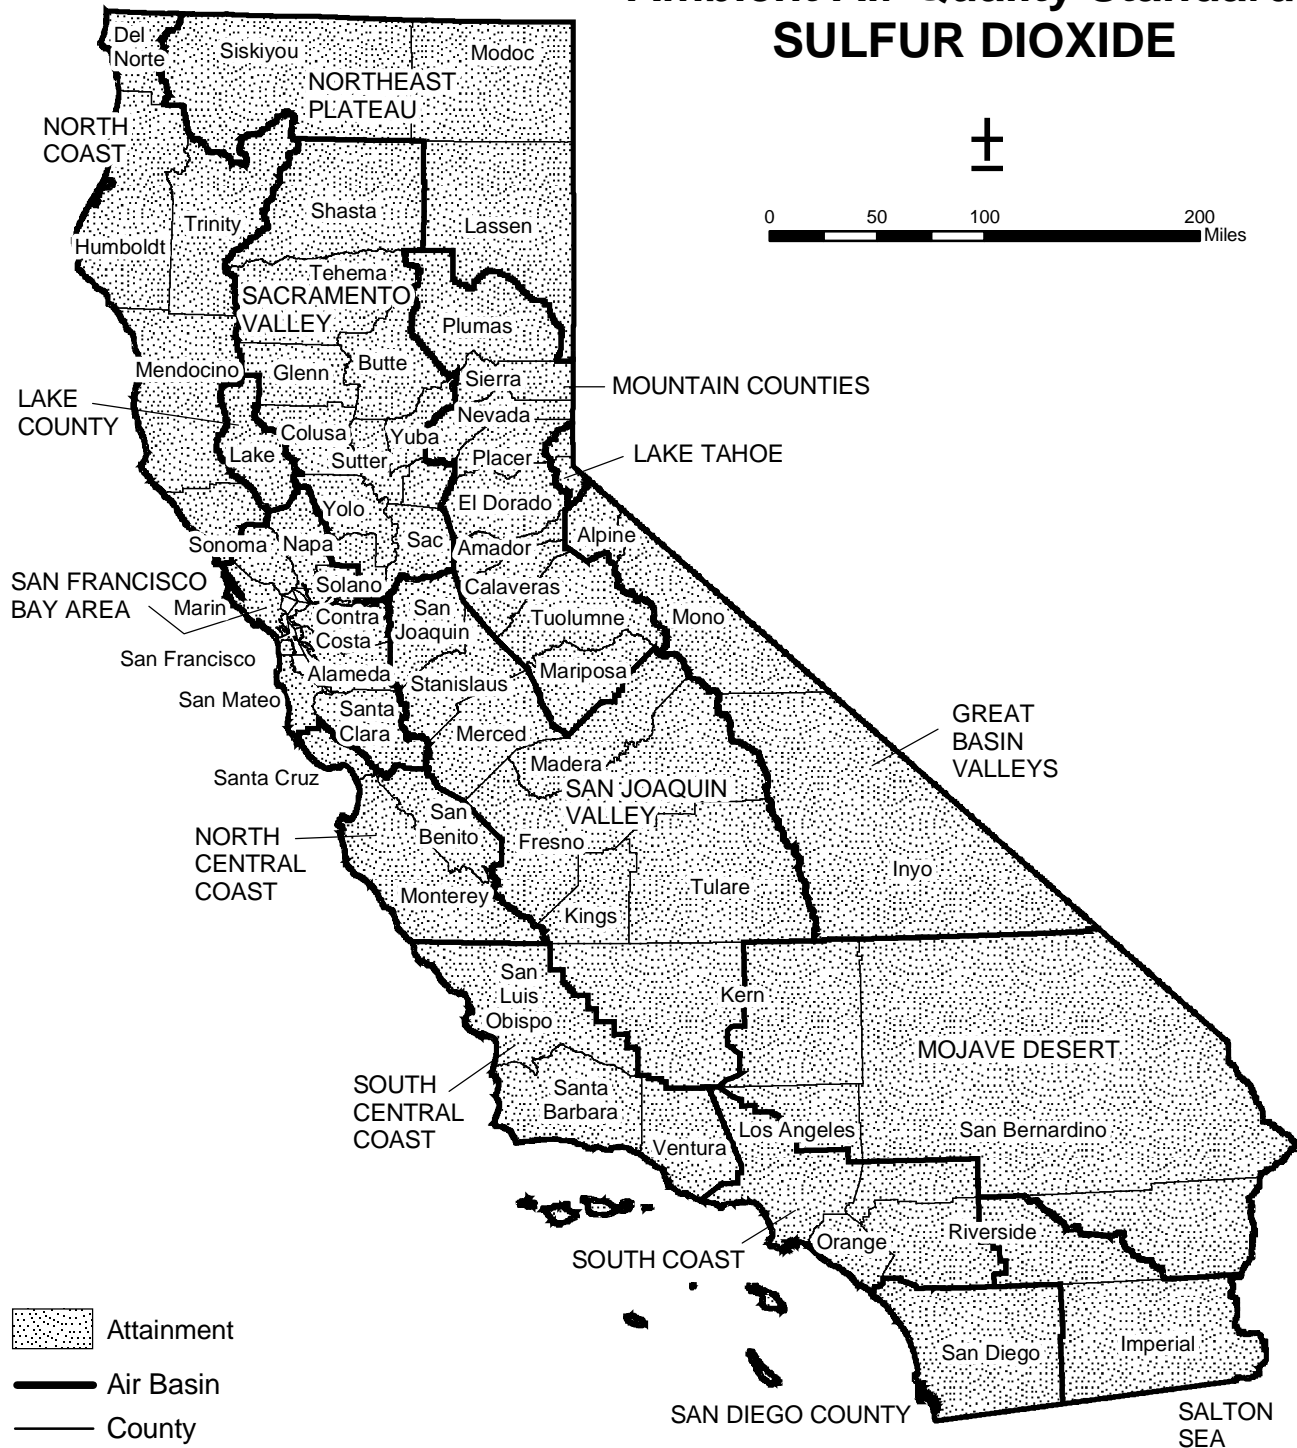 Ambient Air Quality Standard
SULFUR DIOXIDE
±
0 50 100 200
Miles
Del
Norte
Siskiyou
Modoc
NORTHEAST
PLATEAU
NORTH
COAST
Shasta
Trinity
Lassen
Humboldt
Tehema
SACRAMENTO
VALLEY
Plumas
Butte
Mendocino
Glenn
Sierra
MOUNTAIN COUNTIES
LAKE
COUNTY
Nevada
Colusa
Yuba
Lake
Sutter
Placer
LAKE TAHOE
Yolo
El Dorado
Sonoma
Napa
Sac
Amador
Alpine
SAN FRANCISCO
BAY AREA
Solano
Calaveras
Marin
Contra
Costa
San
Joaquin
Tuolumne
Mono
San Francisco
Alameda
Stanislaus
Mariposa
San Mateo
Santa
Clara
Merced
GREAT
BASIN
VALLEYS
Madera
Santa Cruz
SAN JOAQUIN
VALLEY
San
Benito
NORTH
CENTRAL
COAST
Fresno
Inyo
Tulare
Monterey
Kings
San
Luis
Obispo
Kern
MOJAVE DESERT
SOUTH
CENTRAL
COAST
Santa
Barbara
Los Angeles
San Bernardino
Ventura
Riverside
Orange
SOUTH COAST
Attainment
San Diego
Imperial
Air Basin
SAN DIEGO COUNTY
SALTON
SEA
County